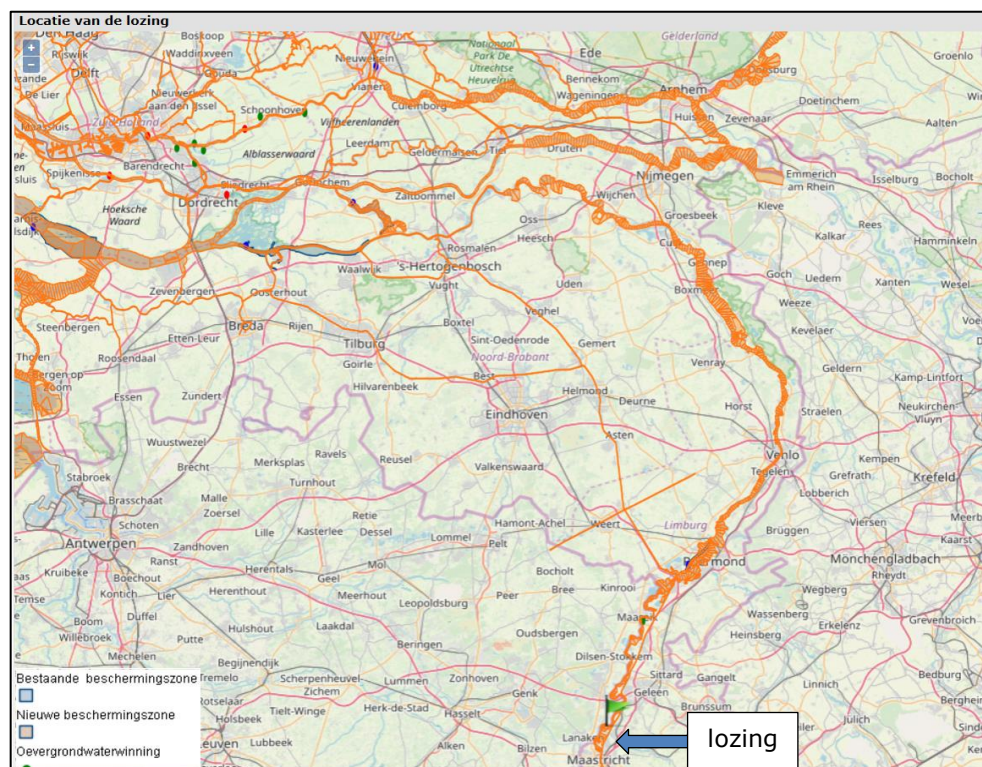 Locatie van de lozing
Den Haag
Boskoop
Waddinxveen
Gouda
Rijswijk
Delft
De Lier
Nieuwerkerk
aan den IJssel
Maassluis
Zuid-Holland
Schoonhoven
Nieuwegein
Vianen
Culemborg
Vijfheerenlanden
Nationaal
Park De
Utrechtse
Heuvelrug
Ede
Bennekom
Wageningen
Gelderland
Arnhem
Doesburg
Huissen
Zevenaar
Doetinchem
Groenlo
Aalten
Barendrecht
Spijkenisse
Alblasserwaard
Leerdam
Geldermalsen
Tiel
Druten
Dordrecht
Gorinchem
Hoeksche
Waard
Zaltbommel
Wijchen
Nijmegen
Emmerich
am Rhein
Isselburg
Bocholt
Groesbeek
Kleve
Rees
Kalkar
Hamminkeln
Oss
Heesch
Rosmalen
's-Hertogenbosch
Waalwijk
Vught
Uden
Cuijk
Gennep
Goch
Uedem
Xanten
Wesel
Boxmeer
Weeze
Zevenbergen
Oosterhout
Steenbergen
Breda
Rijen
Etten-Leur
Tilburg
Goirle
Boxtel
Veghel
Sint-Oedenrode
Gemert
Kevelaer
Tholen
Roosendaal
Bergen op
Zoom
Hilvarenbeek
Noord-Brabant
Best
Venray
Geldern
Kamp-Lintfort
Essen
Zundert
Helmond
Deurne
Horst
Straelen
Neukirchen-
Vluyn
Eindhoven
Asten
Wuustwezel
Ravels
Reusel
Venlo
Tegelen
Kempen
Stabroek
Brecht
Merksplas
Valkenswaard
Grefrath
Krefeld
Turnhout
Lobberich
Brasschaat
Malle
Zoersel
Retie
Dessel
Hamont-Achel
Weert
Limburg
Brüggen
Viersen
Schoten
Lille
Kasterlee
Lommel
Pelt
Antwerpen
Zandhoven
Kaarst
Ranst
Herentals
Mol
Geel
Bocholt
Mönchengladbach
Rheydt
Kruibeke
Boechout
Lier
Kinrooi
Temse
Kontich
Herenthout
Meerhout
Peer
Bree
Wegberg
Boom
Duffel
Leopoldsburg
Maaseik
Wassenberg
Erkelenz
Grevenbroich
Willebroek
Putte
Hulshout
Laakdal
Oudsbergen
Heinsberg
Mechelen
Beringen
Dilsen-Stokkem
Begijnendijk
Sittard
Gangelt
Linnich
Bedburg
Tremelo
Scherpenheuvel-
Zichem
Lummen
Zonhoven
Geleen
Rotselaar
Genk
Brunssum
Tielt-Winge
Herk-de-Stad
Hasselt
Jülich
Holsbeek
Leuven
Lubbeek
Alken
Bilzen
Maastricht
Bestaande beschermingszone
Nieuwe beschermingszone
Oevergrondwaterwinning
lozing